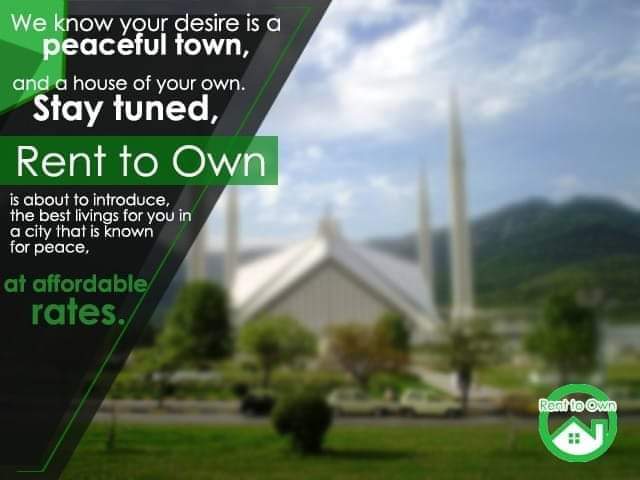 We know your desire is a
peaceful town,
and a house of your own.
Stay tuned,
Rent to Own
is about to introduce,
the best livings for you in
a city that is known
for peace,
at affordable
rates.
Rent to Own